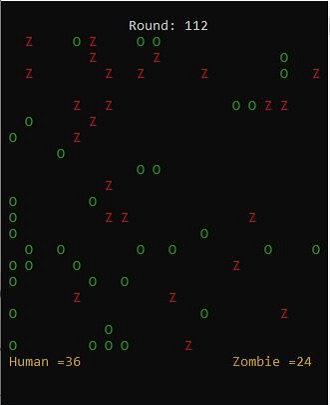 Round: 112
Z O Z O O
Z Z O
Z Z Z Z O Z
Z Z O O Z Z
O Z
O Z
O
O O
Z
O O
O Z Z Z
O O
O O O O O O
O O O Z
O O O
Z Z
O O Z
O
O O O O Z
Human =36 Zombie =24